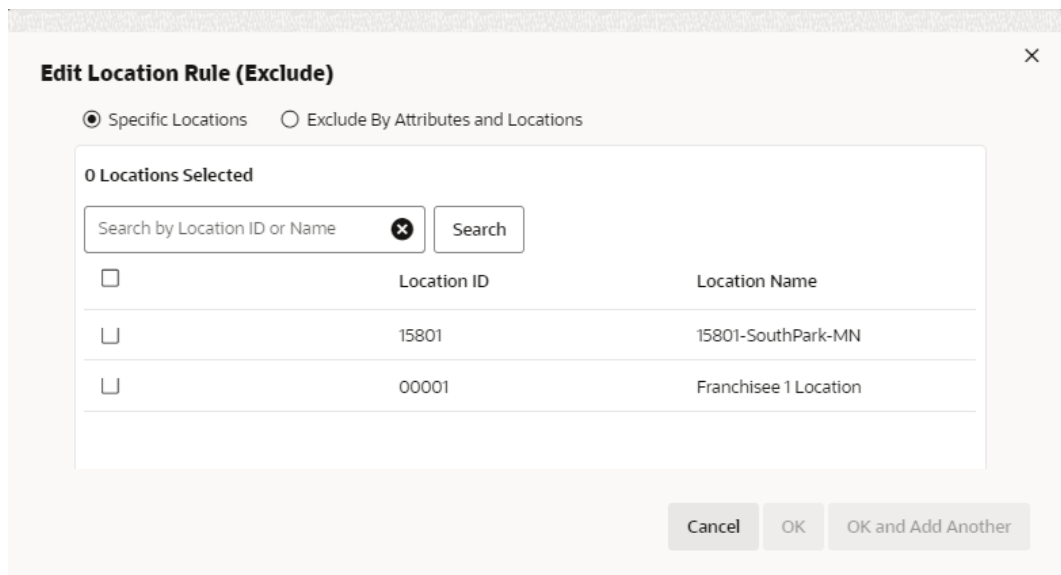 Edit Location Rule (Exclude)
Specific Locations Exclude By Attributes and Locations
0 Locations Selected
Search by Location ID or Name Search
Location ID Location Name
15801 15801-SouthPark-MN
00001 Franchisee 1 Location
Cancel OK OK and Add Another